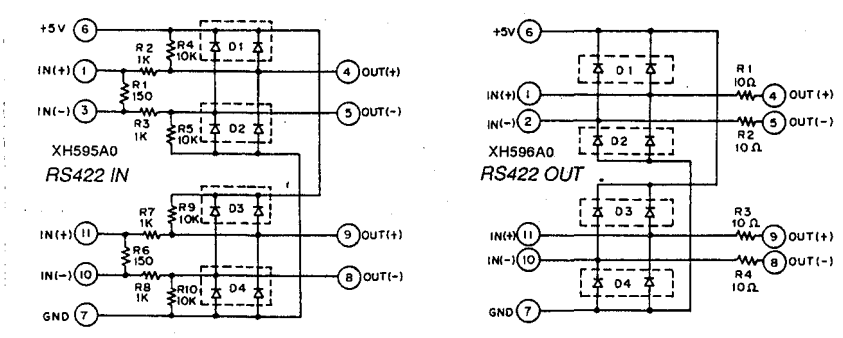 +5V 6
R2 1K
R4 10K
D1
IN(+) 1
4 OUT(+)
R1 150
IN(-) 3
5 OUT(-)
R3 1K
R5 10K
D2
XH595A0
RS422 IN
R7 1K
R9 10K
D3
IN(+) 11
9 OUT(+)
R6 150
IN(-) 10
8 OUT(-)
R8 1K
R10 10K
D4
GND 7
+5V 6
D1
R1 10Ω
IN(+) 1
4 OUT(+)
IN(-) 2
5 OUT(-)
R2 10Ω
D2
XH596A0
RS422 OUT
D3
R3 10Ω
IN(+) 11
9 OUT(+)
IN(-) 10
8 OUT(-)
R4 10Ω
D4
GND 7